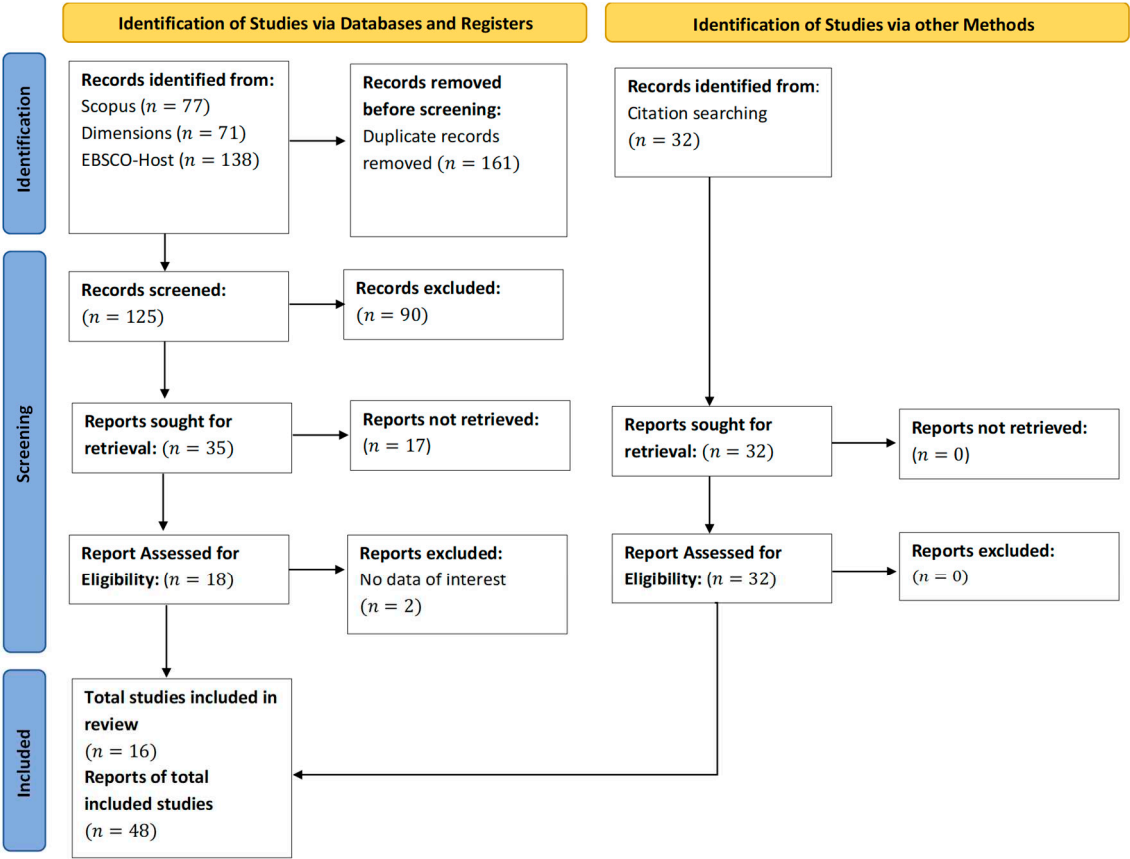 Identification of Studies via Databases and Registers
Identification of Studies via other Methods
Identification
Records identified from:
Scopus (n = 77)
Dimensions (n = 71)
EBSCO-Host (n = 138)
Records removed
before screening:
Duplicate records
removed (n = 161)
Records identified from:
Citation searching
(n = 32)
Screening
Records screened:
(n = 125)
Records excluded:
(n = 90)
Reports sought for
retrieval: (n = 35)
Reports not retrieved:
(n = 17)
Reports sought for
retrieval: (n = 32)
Reports not retrieved:
(n = 0)
Report Assessed for
Eligibility: (n = 18)
Reports excluded:
No data of interest
(n = 2)
Report Assessed for
Eligibility: (n = 32)
Reports excluded:
(n = 0)
Included
Total studies included in
review
(n = 16)
Reports of total
included studies
(n = 48)